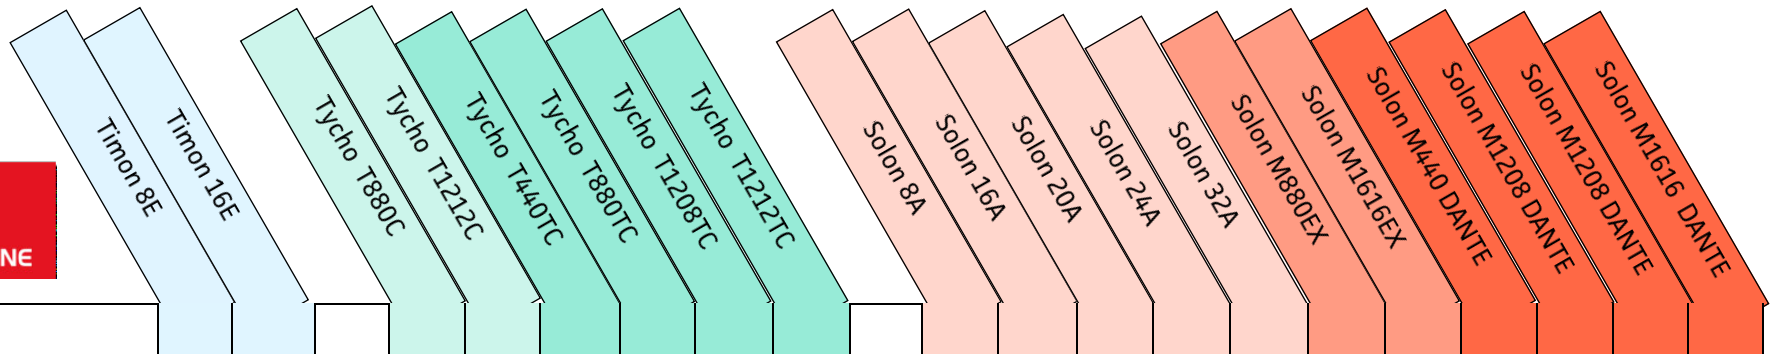 Timon 8E
Timon 16E
Tycho T880C
Tycho T1212C
Tycho T440TC
Tycho T880TC
Tycho T1208TC
Tycho T1212TC
Solon 8A
Solon 16A
Solon 20A
Solon 24A
Solon 32A
Solon M880EX
Solon M1616EX
Solon M440 DANTE
Solon M1208 DANTE
Solon M1208 DANTE
Solon M1616 DANTE
NE